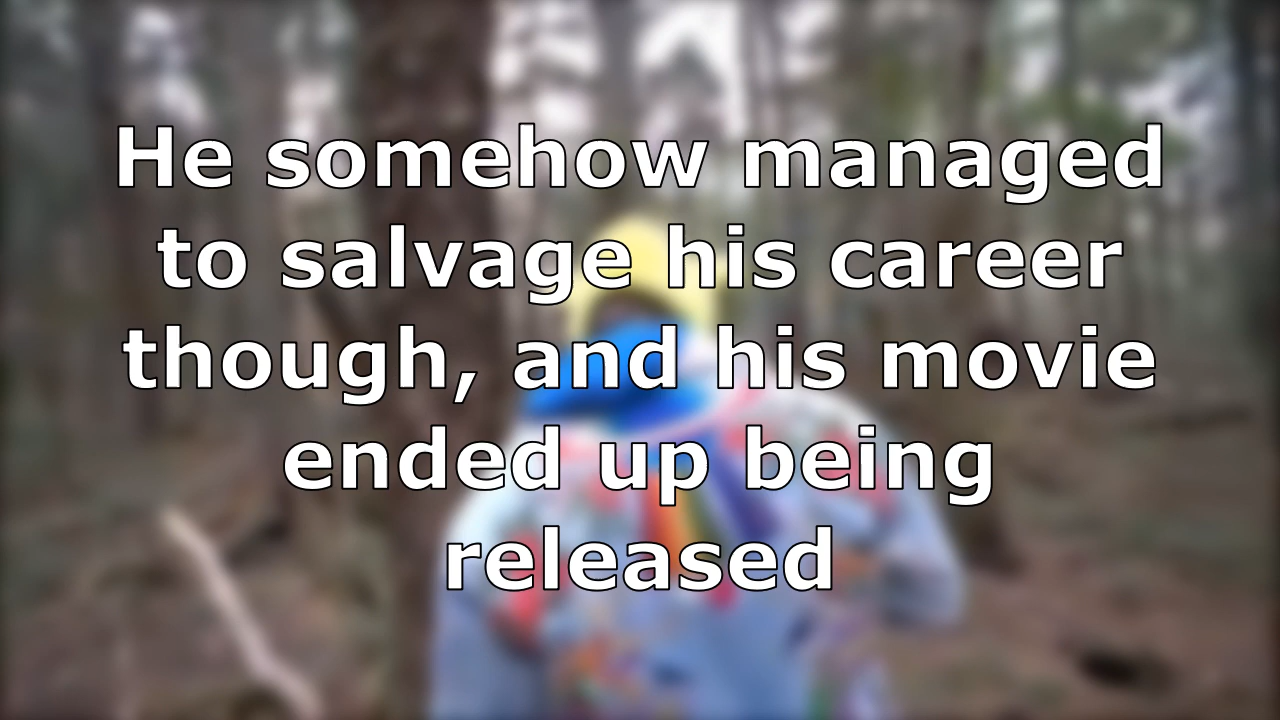 He somehow managed
to salvage his career
though, and his movie
ended up being
released